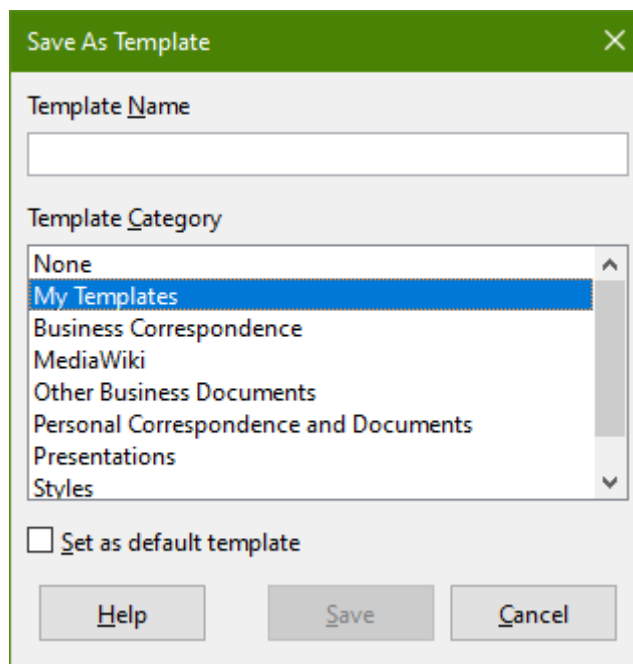 Save As Template
Template Name
Template Category
None
My Templates
Business Correspondence
MediaWiki
Other Business Documents
Personal Correspondence and Documents
Presentations
Styles
Set as default template
Help Save Cancel